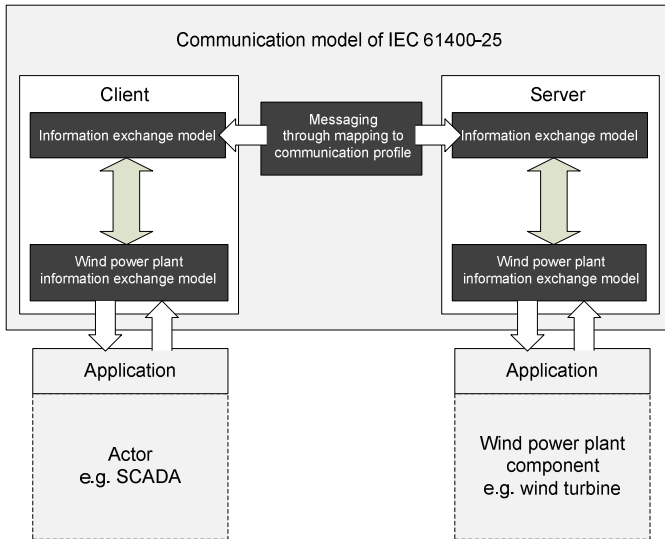 Communication model of IEC 61400-25
Client
Server
Information exchange model
Messaging
through mapping to
communication profile
Information exchange model
Wind power plant
information exchange model
Wind power plant
information exchange model
Application
Application
Actor
e.g. SCADA
Wind power plant
component
e.g. wind turbine